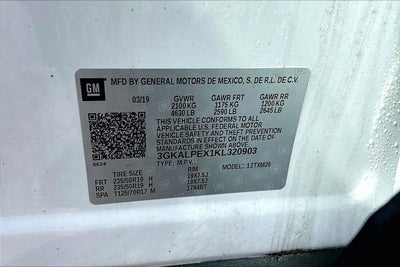 GM
MFD BY GENERAL MOTORS DE MEXICO, S. DE R.L. DE C.V.
03/19 GVWR GAWR FRT GAWR RR
2100 KG 1175 KG 1200 KG
4630 LB 2590 LB 2645 LB
THIS VEHICLE CONFORMS TO ALL
APPLICABLE U.S. FEDERAL MOTOR
VEHICLE SAFETY AND THEFT PREVENTION
STANDARDS IN EFFECT ON THE DATE OF
MANUFACTURE SHOWN ABOVE.
3GKALPEX1KL320903
TYPE: M.P.V. MODEL: 13TXM26
TIRE SIZE RIM
FRT 235/50R19 H 19X7.5J
RR 235/50R19 H 19X7.5J
SPA T125/70R17 M 17X4BT